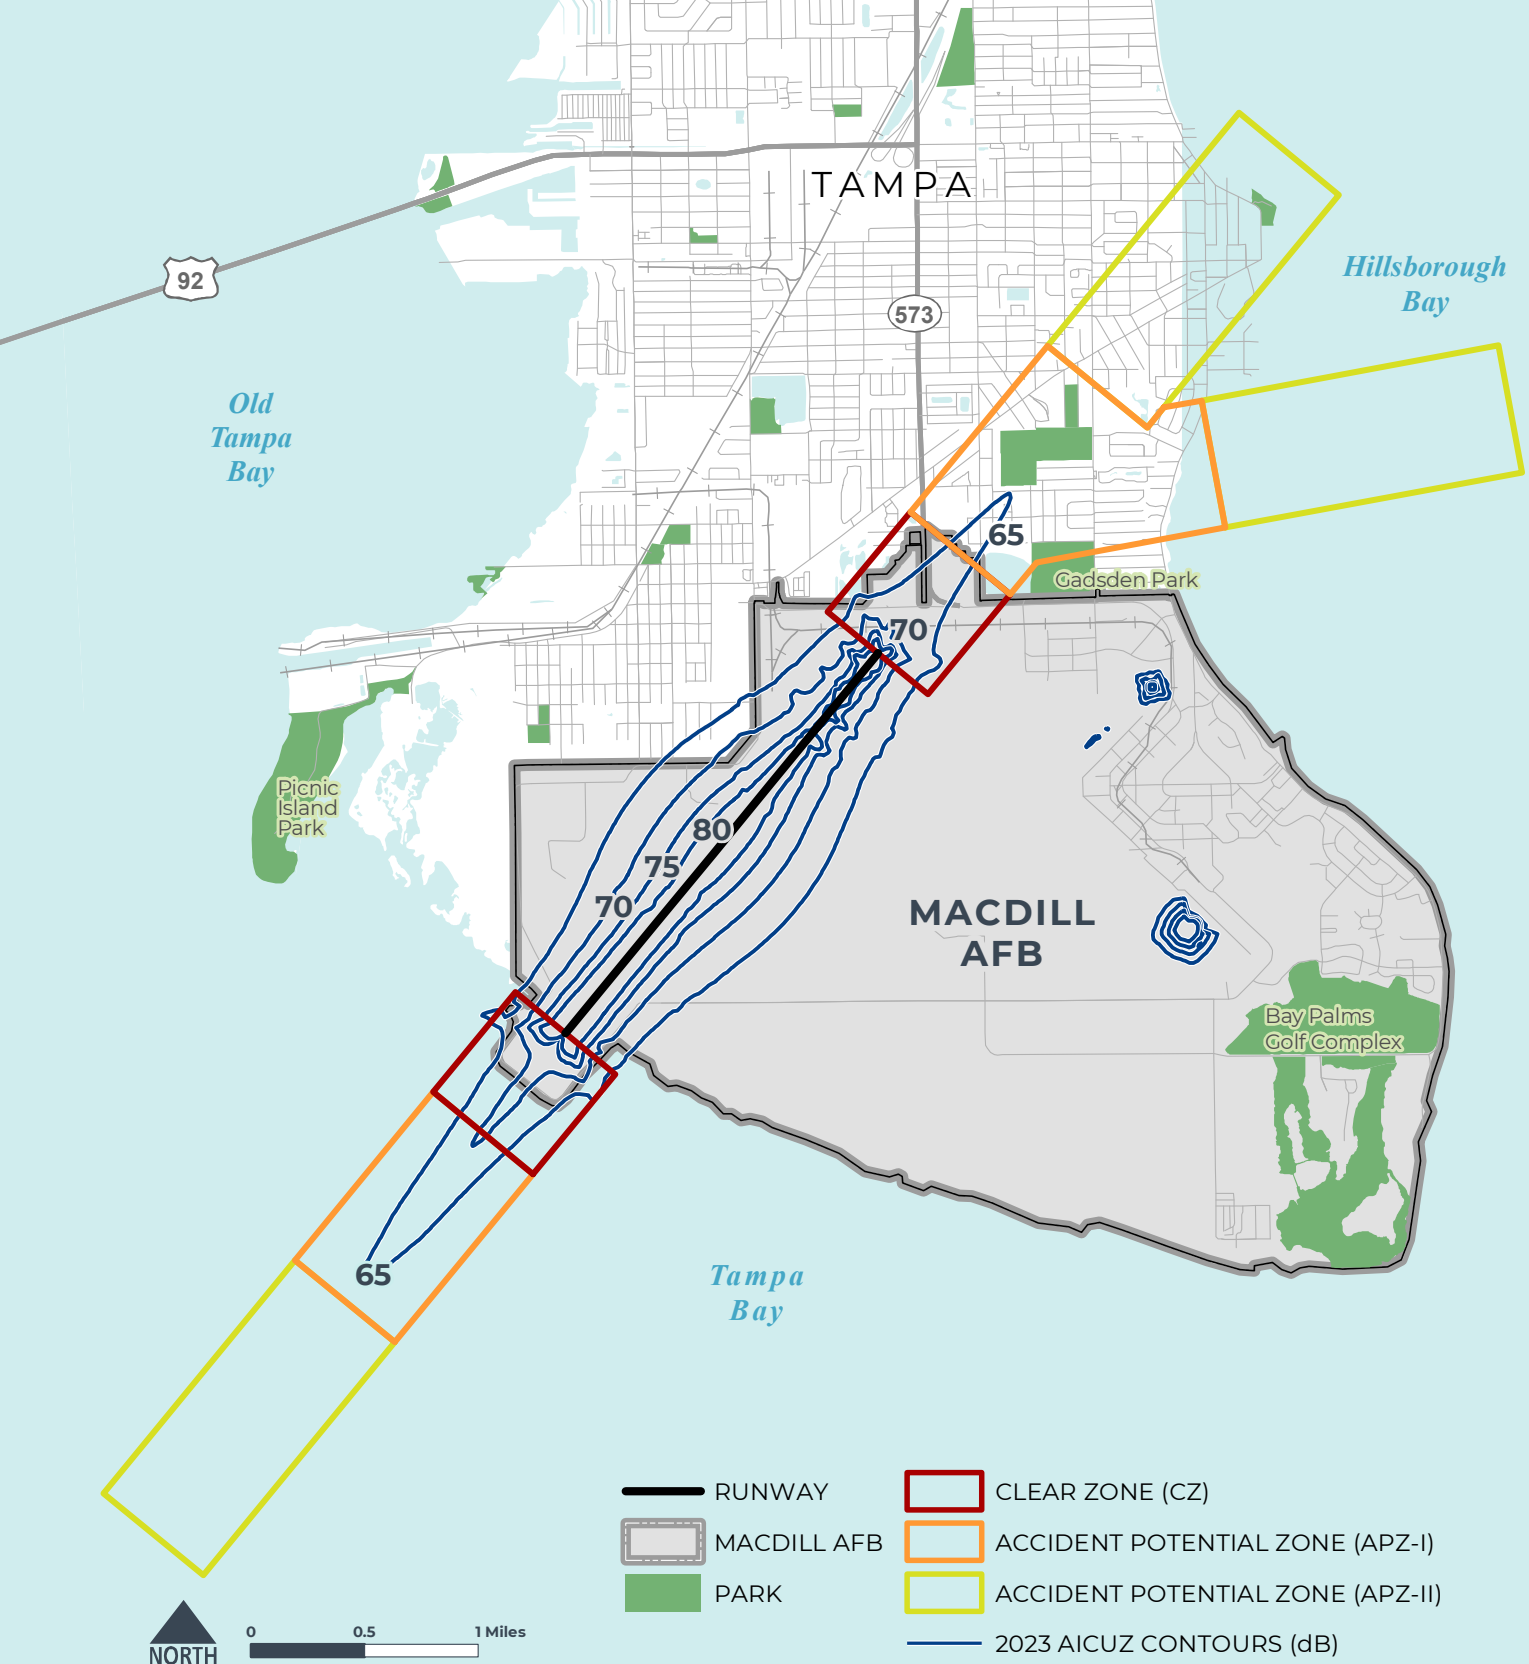 TAMPA
Hillsborough
Bay
92
573
Old
Tampa
Bay
65
Gadsden Park
70
Picnic
Island
Park
80
75
70
MACDILL
AFB
Bay Palms
Golf Complex
65
Tampa
Bay
RUNWAY
MACDILL AFB
PARK
CLEAR ZONE (CZ)
ACCIDENT POTENTIAL ZONE (APZ-I)
ACCIDENT POTENTIAL ZONE (APZ-II)
2023 AICUZ CONTOURS (dB)
NORTH
0 0.5 1 Miles